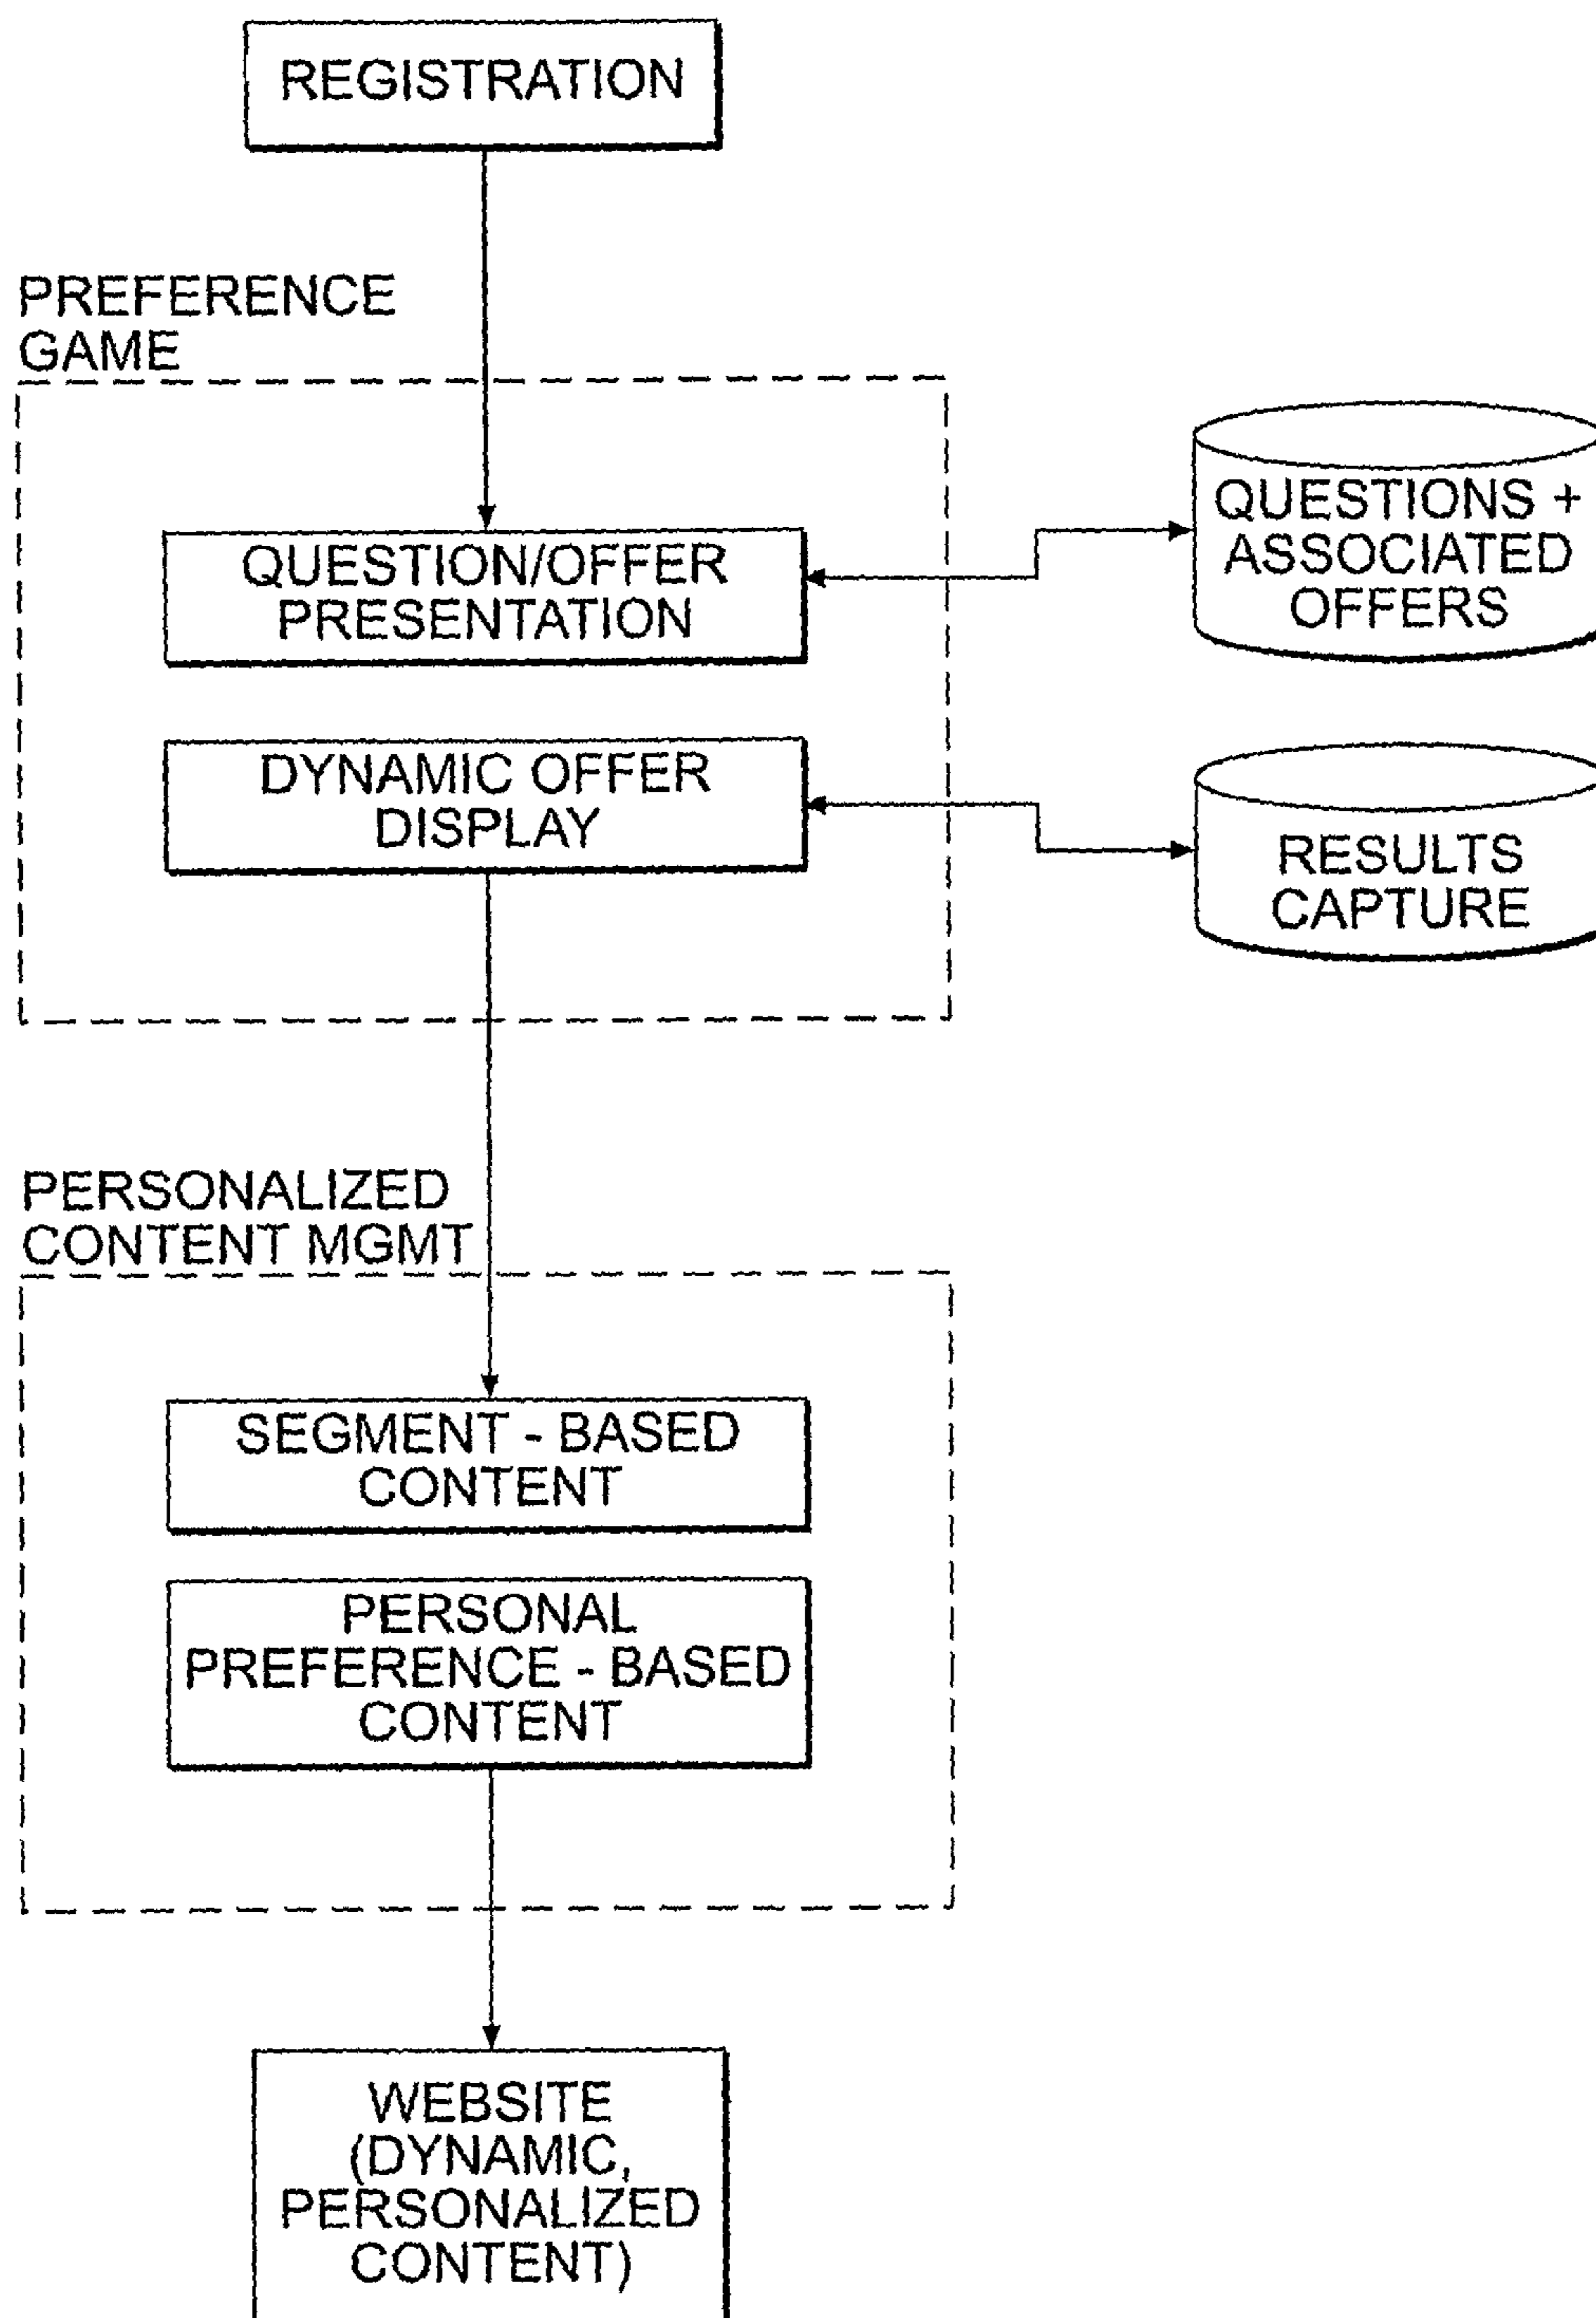 REGISTRATION
PREFERENCE
GAME
QUESTION/OFFER
PRESENTATION
QUESTIONS +
ASSOCIATED
OFFERS
DYNAMIC OFFER
DISPLAY
RESULTS
CAPTURE
PERSONALIZED
CONTENT MGMT
SEGMENT - BASED
CONTENT
PERSONAL
PREFERENCE - BASED
CONTENT
WEBSITE
(DYNAMIC,
PERSONALIZED
CONTENT)